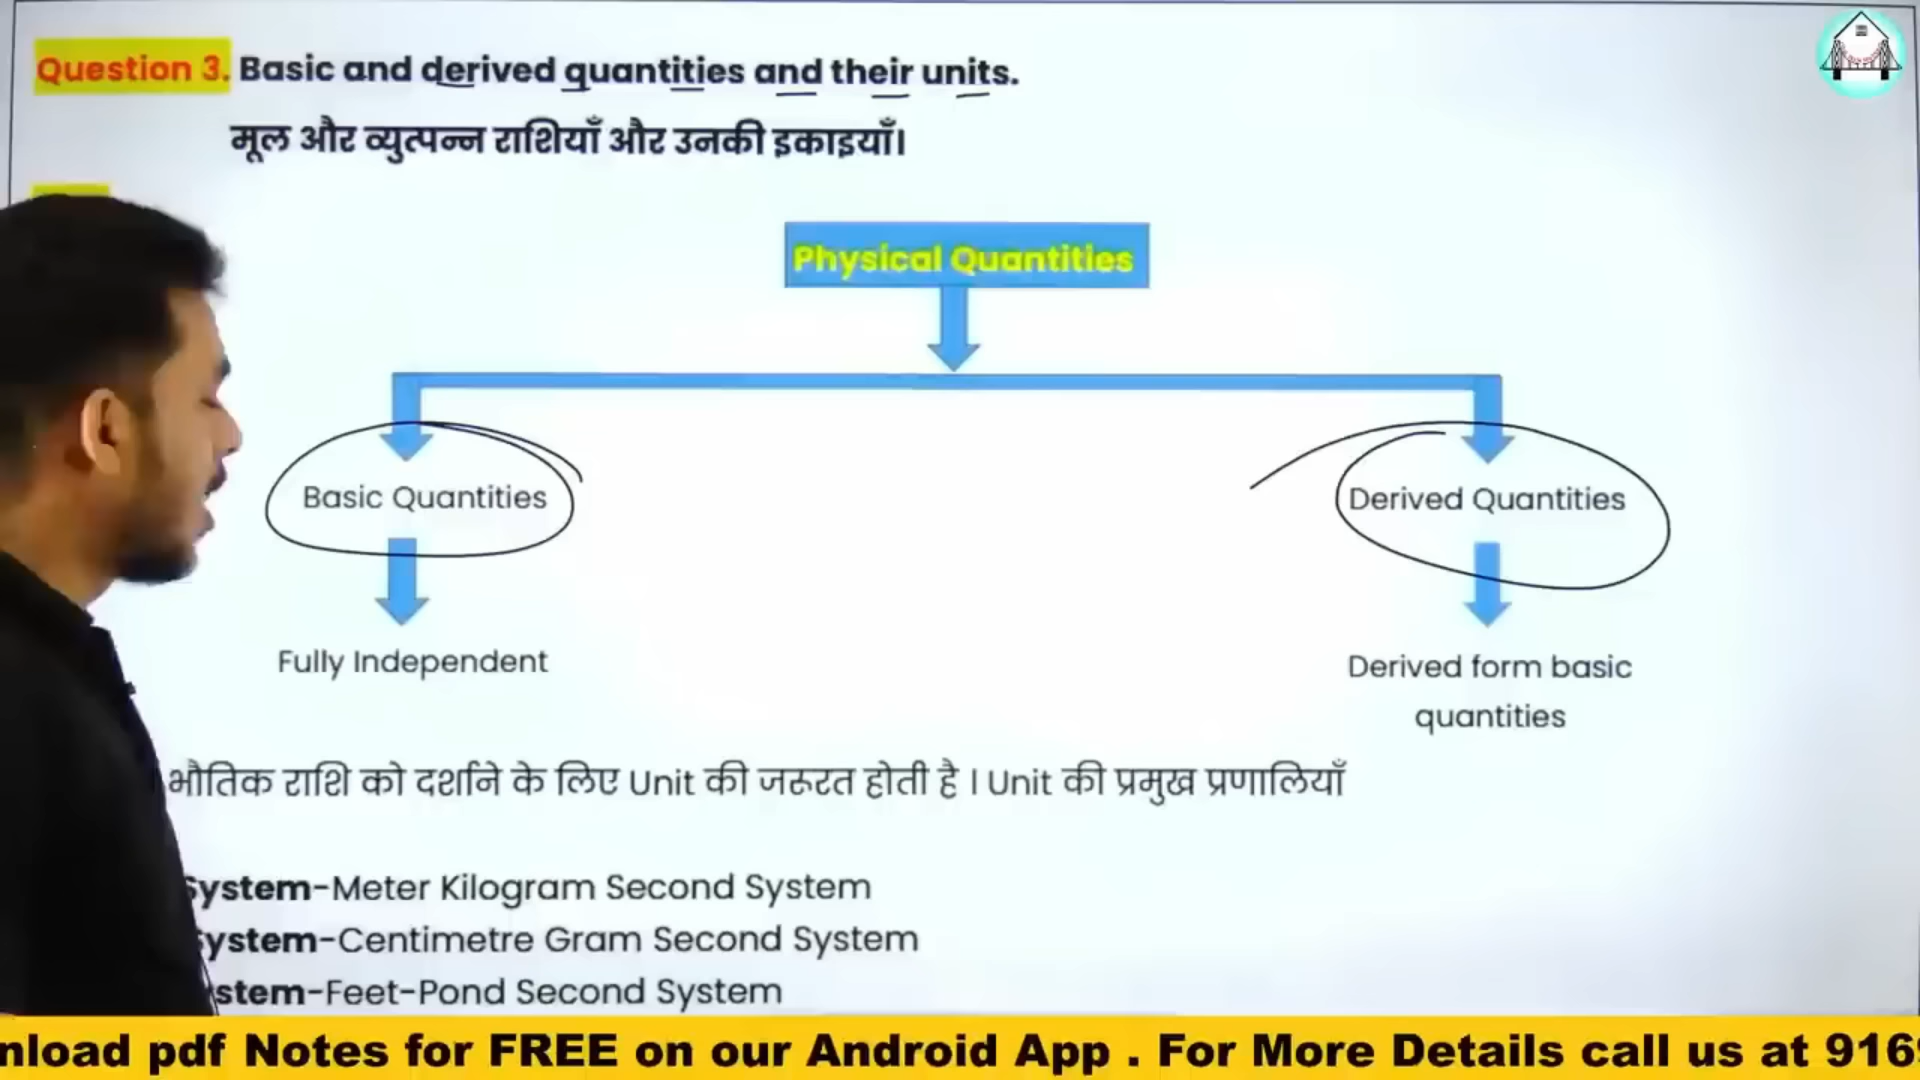 Question 3. Basic and derived quantities and their units.
मूल और व्युत्पन्न राशियाँ और उनकी इकाइयाँ।
Physical Quantities
Basic Quantities
Derived Quantities
Fully Independent
Derived form basic
quantities
भौतिक राशि को दर्शाने के लिए Unit की जरूरत होती है । Unit की प्रमुख प्रणालियाँ
System-Meter Kilogram Second System
System-Centimetre Gram Second System
stem-Feet-Pond Second System
nload pdf Notes for FREE on our Android App . For More Details call us at 916